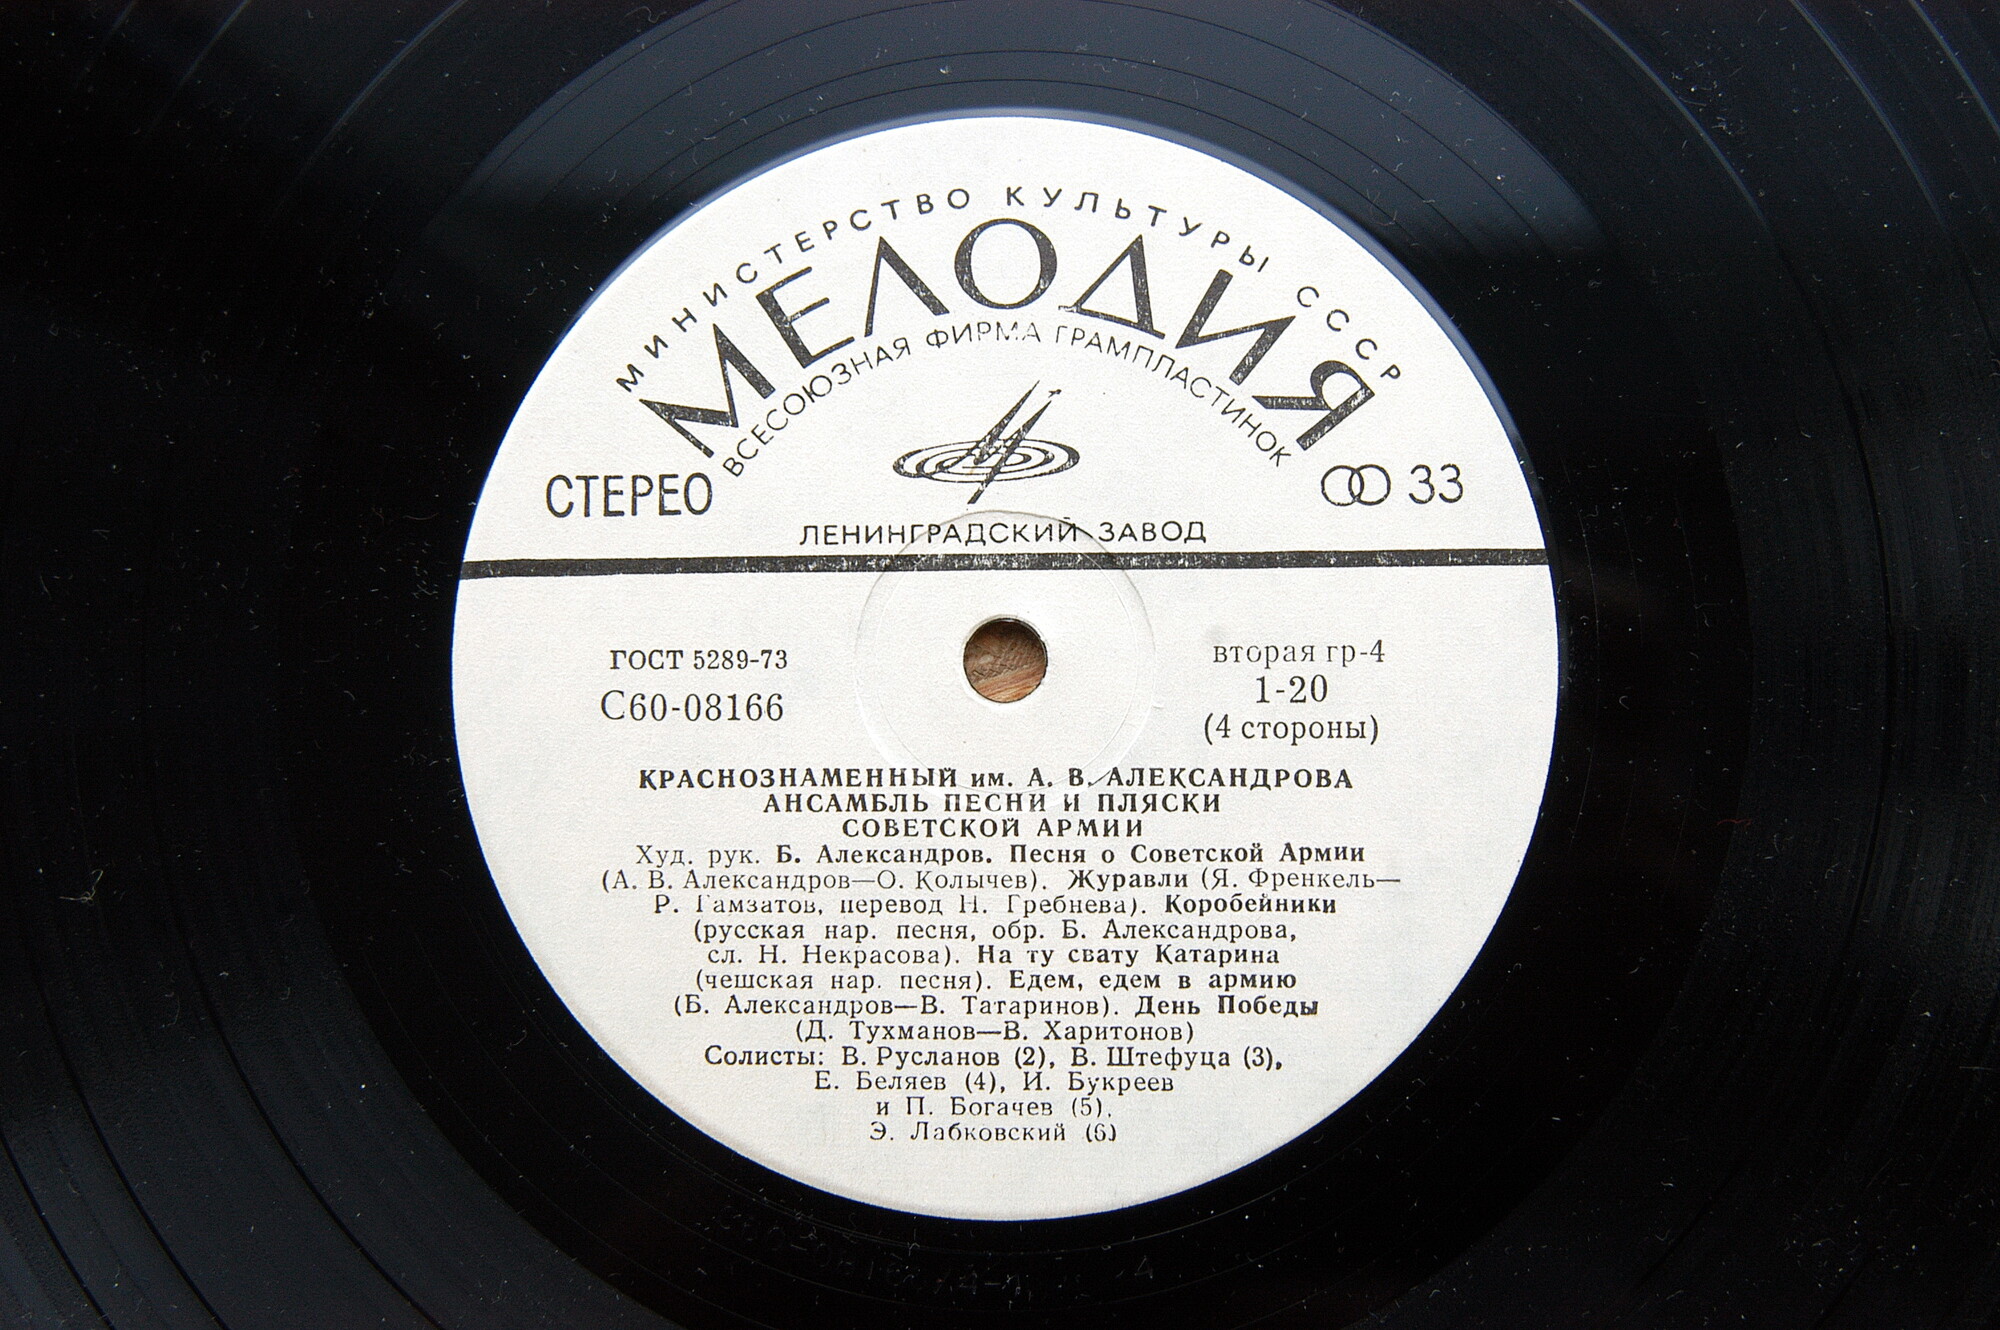 МИНИСТЕРСТВО КУЛЬТУРЫ СССР
МЕЛОДИЯ
ВСЕСОЮЗНАЯ ФИРМА ГРАМПЛАСТИНОК
СТЕРЕО
33
ЛЕНИНГРАДСКИЙ ЗАВОД
ГОСТ 5289-73
С60-08166
вторая гр-4
1-20
(4 стороны)
КРАСНОЗНАМЕННЫЙ им. А. В. АЛЕКСАНДРОВА
АНСАМБЛЬ ПЕСНИ И ПЛЯСКИ
СОВЕТСКОЙ АРМИИ
Худ. рук. Б. Александров. Песня о Советской Армии
(А. В. Александров—О. Колычев). Журавли (Я. Френкель—
Р. Гамзатов, перевод Н. Гребнева). Коробейники
(русская нар. песня, обр. Б. Александрова,
сл. Н. Некрасова). На ту свату Катарина
(чешская нар. песня). Едем, едем в армию
(Б. Александров—В. Татаринов). День Победы
(Д. Тухманов—В. Харитонов)
Солисты: В. Русланов (2), В. Штефуца (3),
Е. Беляев (4), И. Букреев
и П. Богачев (5),
Э. Лабковский (6)